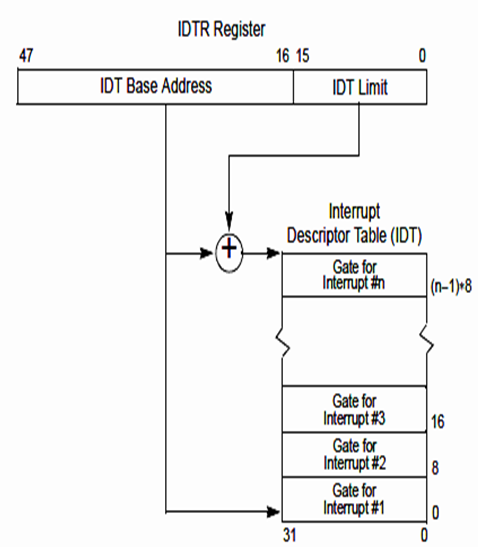 IDTR Register
47 16 15 0
IDT Base Address IDT Limit
+
Interrupt
Descriptor Table (IDT)
Gate for
Interrupt #n (n–1)*8
Gate for
Interrupt #3 16
Gate for
Interrupt #2 8
Gate for
Interrupt #1 0
31 0